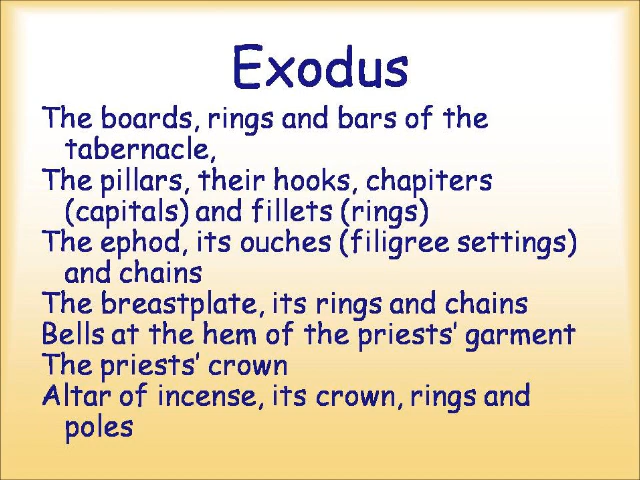 Exodus
The boards, rings and bars of the
tabernacle,
The pillars, their hooks, chapiters
(capitals) and fillets (rings)
The ephod, its ouches (filigree settings)
and chains
The breastplate, its rings and chains
Bells at the hem of the priests' garment
The priests' crown
Altar of incense, its crown, rings and
poles